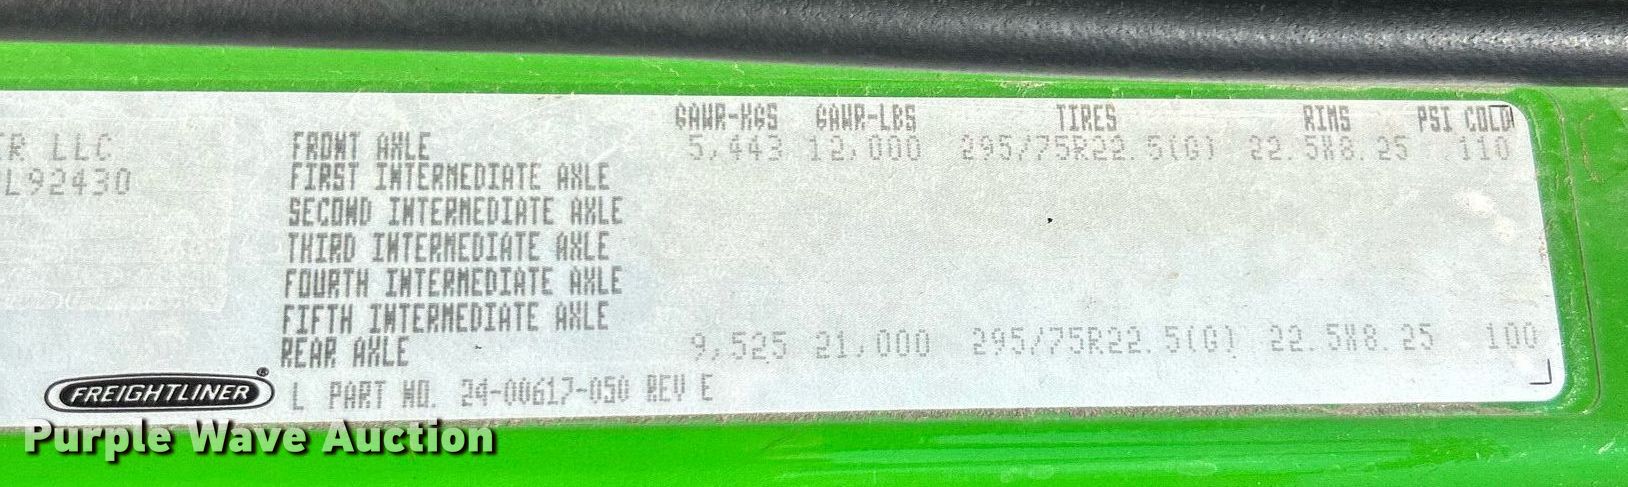 GAWR-KGS GAWR-LBS TIRES RIMS PSI COLD
R LLC FRONT AXLE 5,443 12,000 295/75R22.5(G) 22.5X8.25 110
L92430 FIRST INTERMEDIATE AXLE
SECOND INTERMEDIATE AXLE
THIRD INTERMEDIATE AXLE
FOURTH INTERMEDIATE AXLE
FIFTH INTERMEDIATE AXLE
REAR AXLE 9,525 21,000 295/75R22.5(G) 22.5X8.25 100
FREIGHTLINER® L PART NO. 24-00617-050 REV E
Purple Wave Auction